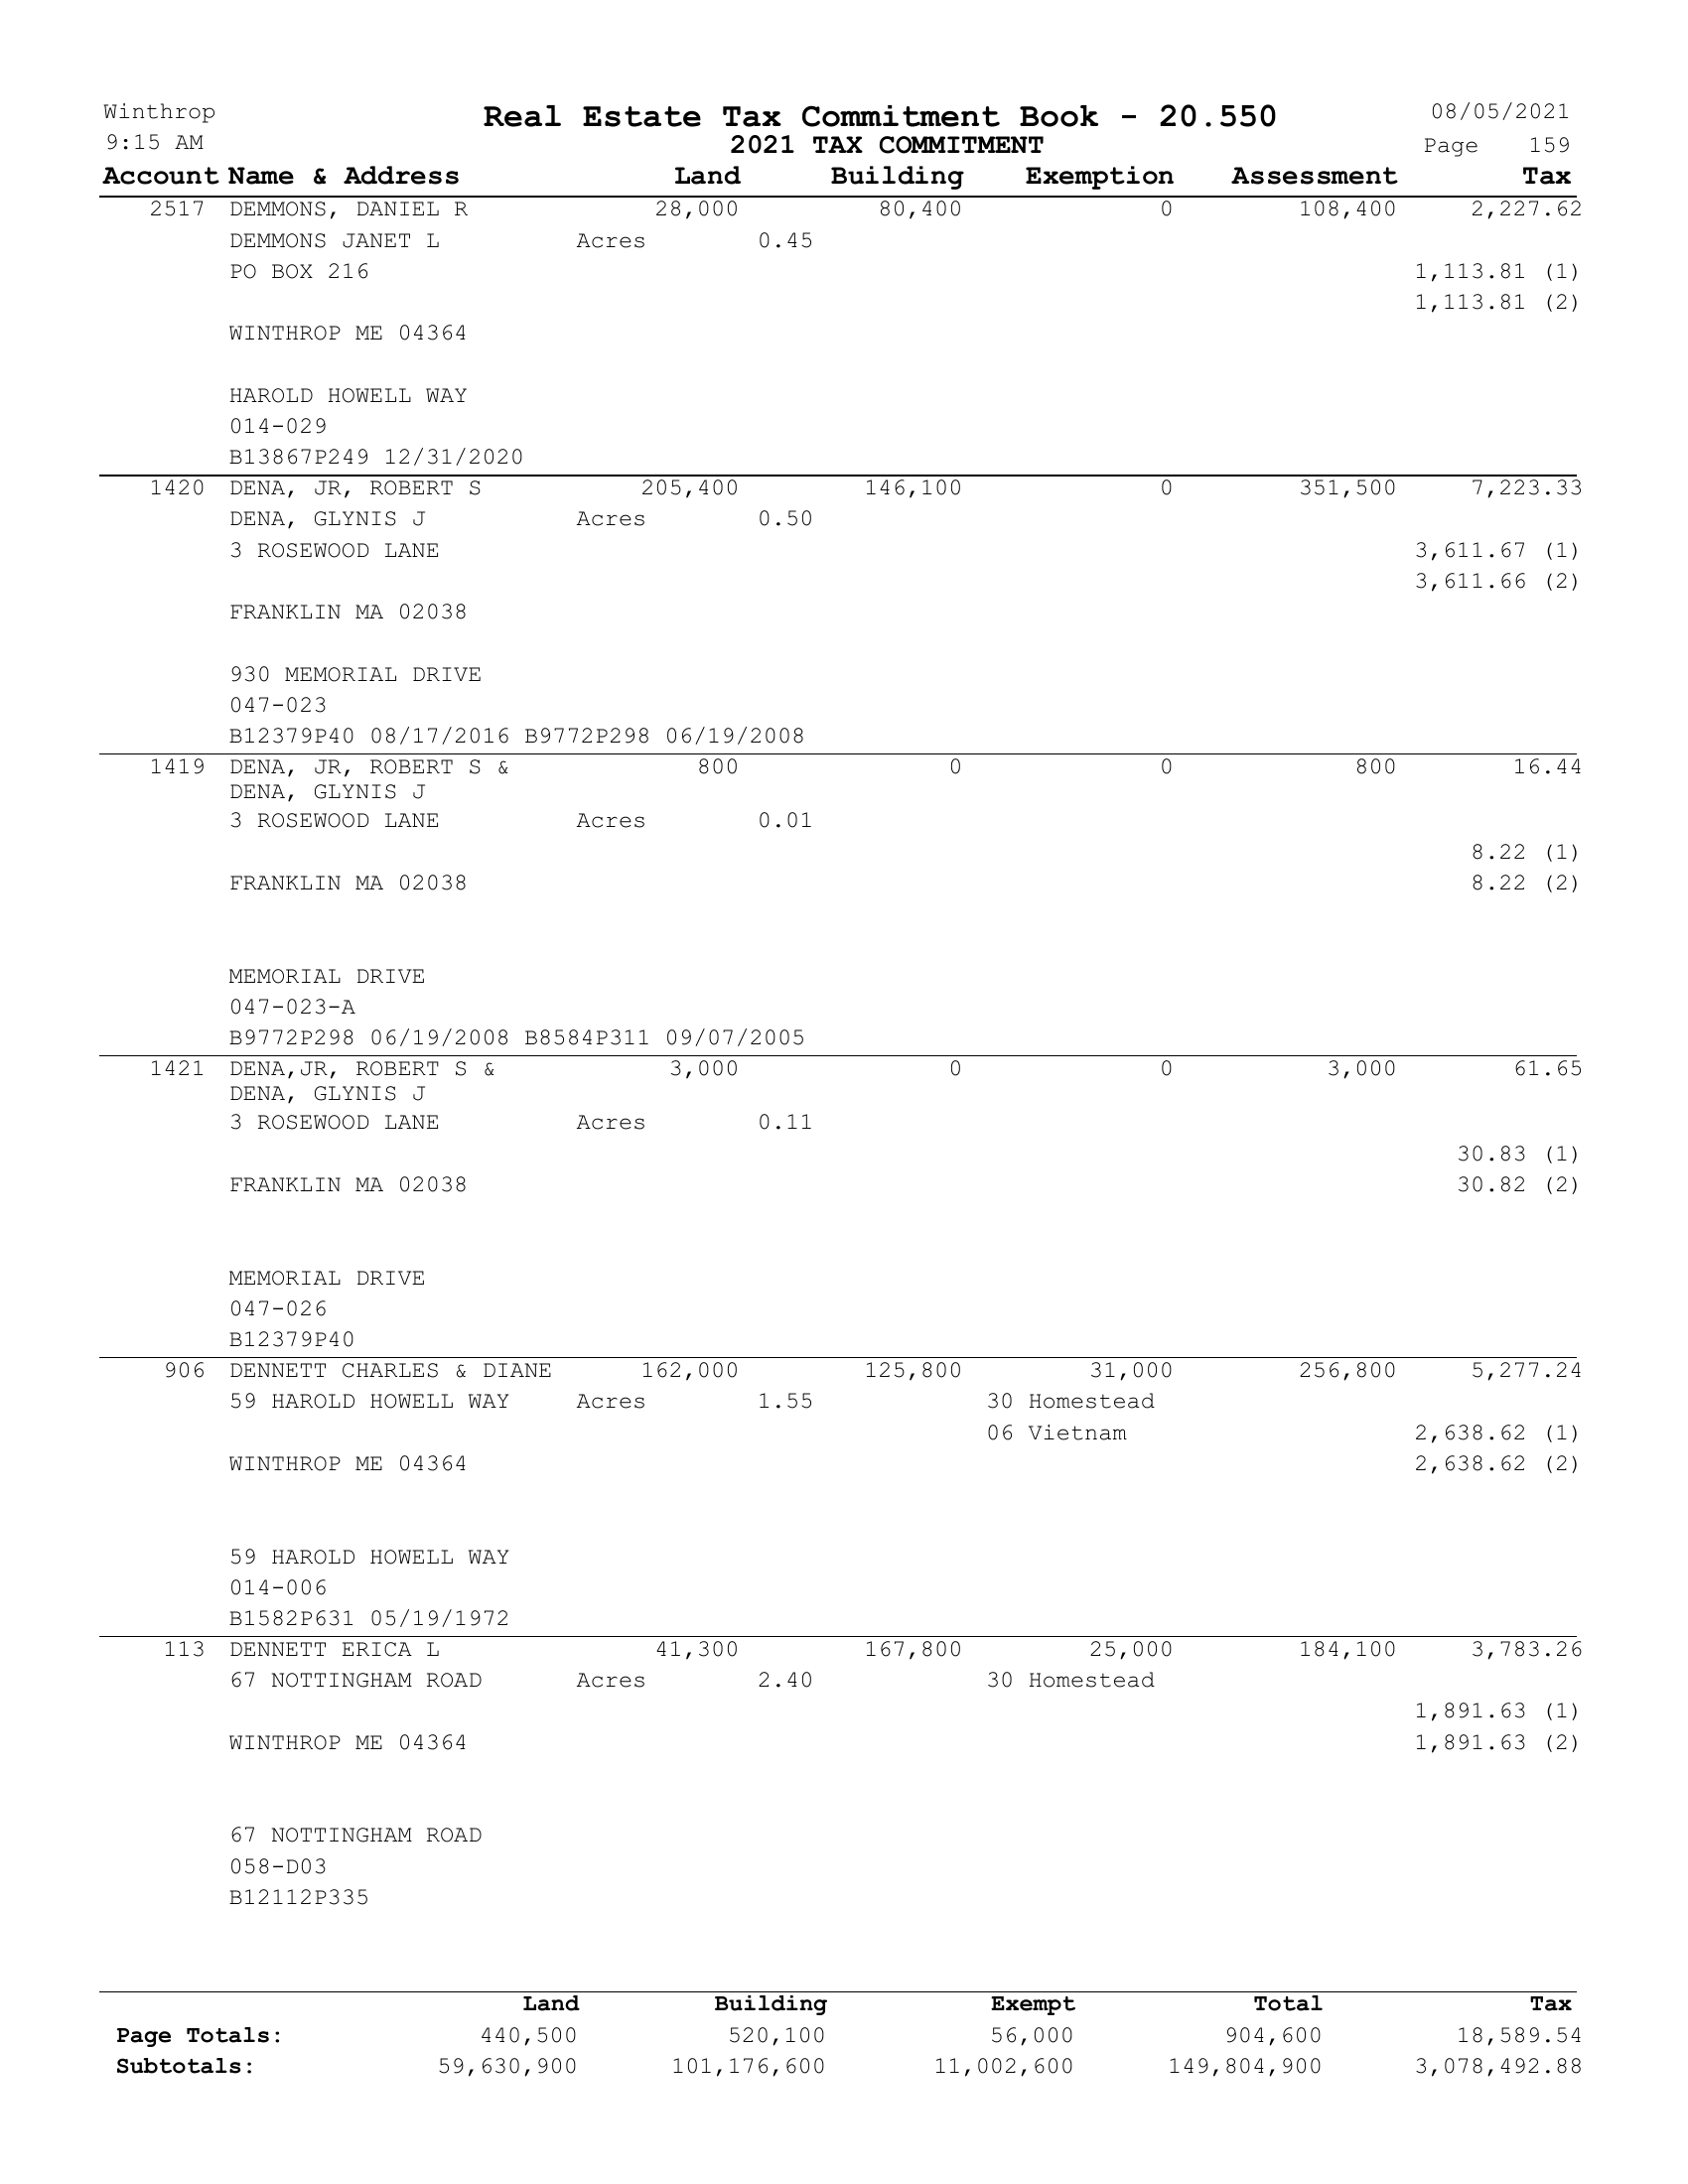 Winthrop Real Estate Tax Commitment Book - 20.550 08/05/2021
9:15 AM 2021 TAX COMMITMENT Page 159
Account Name & Address Land Building Exemption Assessment Tax
2517 DEMMONS, DANIEL R 28,000 80,400 0 108,400 2,227.62
DEMMONS JANET L Acres 0.45
PO BOX 216 1,113.81 (1)
1,113.81 (2)
WINTHROP ME 04364
HAROLD HOWELL WAY
014-029
B13867P249 12/31/2020
1420 DENA, JR, ROBERT S 205,400 146,100 0 351,500 7,223.33
DENA, GLYNIS J Acres 0.50
3 ROSEWOOD LANE 3,611.67 (1)
3,611.66 (2)
FRANKLIN MA 02038
930 MEMORIAL DRIVE
047-023
B12379P40 08/17/2016 B9772P298 06/19/2008
1419 DENA, JR, ROBERT S & 800 0 0 800 16.44
DENA, GLYNIS J
3 ROSEWOOD LANE Acres 0.01
8.22 (1)
FRANKLIN MA 02038 8.22 (2)
MEMORIAL DRIVE
047-023-A
B9772P298 06/19/2008 B8584P311 09/07/2005
1421 DENA,JR, ROBERT S & 3,000 0 0 3,000 61.65
DENA, GLYNIS J
3 ROSEWOOD LANE Acres 0.11
30.83 (1)
FRANKLIN MA 02038 30.82 (2)
MEMORIAL DRIVE
047-026
B12379P40
906 DENNETT CHARLES & DIANE 162,000 125,800 31,000 256,800 5,277.24
59 HAROLD HOWELL WAY Acres 1.55 30 Homestead
06 Vietnam 2,638.62 (1)
WINTHROP ME 04364 2,638.62 (2)
59 HAROLD HOWELL WAY
014-006
B1582P631 05/19/1972
113 DENNETT ERICA L 41,300 167,800 25,000 184,100 3,783.26
67 NOTTINGHAM ROAD Acres 2.40 30 Homestead
1,891.63 (1)
WINTHROP ME 04364 1,891.63 (2)
67 NOTTINGHAM ROAD
058-D03
B12112P335
Land Building Exempt Total Tax
Page Totals: 440,500 520,100 56,000 904,600 18,589.54
Subtotals: 59,630,900 101,176,600 11,002,600 149,804,900 3,078,492.88